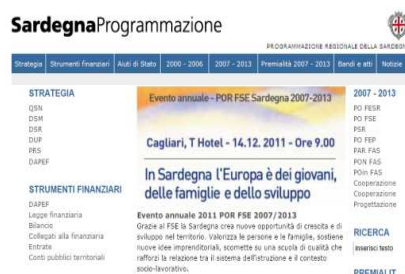 SardegnaProgrammazione
PROGRAMMAZIONE REGIONALE DELLA SARDEG
Strategia Strumenti finanziari Aiuti di Stato 2000 - 2006 2007 - 2013 Premialità 2007 - 2013 Bandi e atti Notizie
STRATEGIA
QSN
DSM
DSR
DUP
PRS
DAPEF
STRUMENTI FINANZIARI
DAPEF
Legge finanziaria
Bilancio
Collegati alla finanziaria
Entrate
Conti pubblici territoriali
Evento annuale - POR FSE Sardegna 2007-2013
Cagliari, T Hotel - 14.12. 2011 - Ore 9.00
In Sardegna l'Europa è dei giovani,
delle famiglie e dello sviluppo
Evento annuale 2011 POR FSE 2007/2013
Grazie al FSE la Sardegna crea nuove opportunità di crescita e di
sviluppo nel territorio. Valorizza le persone e le famiglie, sostiene
nuove idee imprenditoriali, scommette su una scuola di qualità che
rafforzi la relazione tra il sistema dell'istruzione e il contesto
socio-lavorativo.
2007 - 2013
PO FESR
PO FSE
PSR
PO FEP
PAR FAS
PON FAS
POin FAS
Cooperazione
Cooperazione
Progettazione
RICERCA
inserisci testo
PREMIALIT